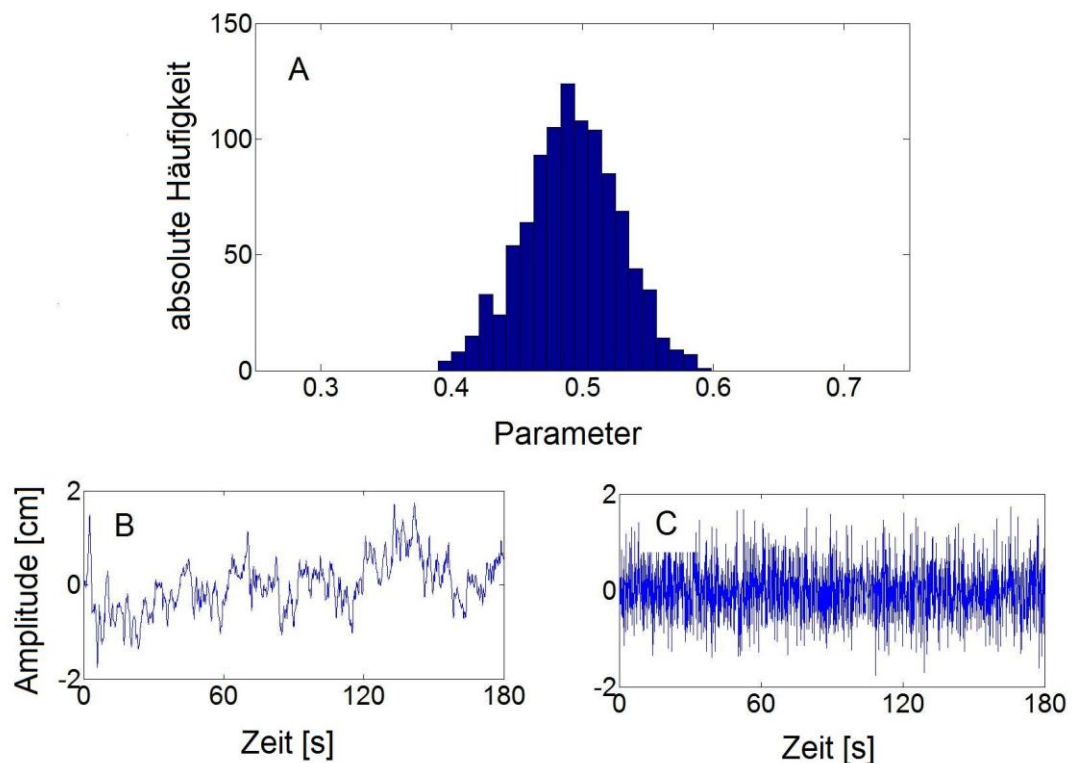 150
A
100
50
0
absolute Häufigkeit
0.3 0.4 0.5 0.6 0.7
Parameter
2
B
0
-2
Amplitude [cm]
0 60 120 180
Zeit [s]
2
C
0
-2
0 60 120 180
Zeit [s]